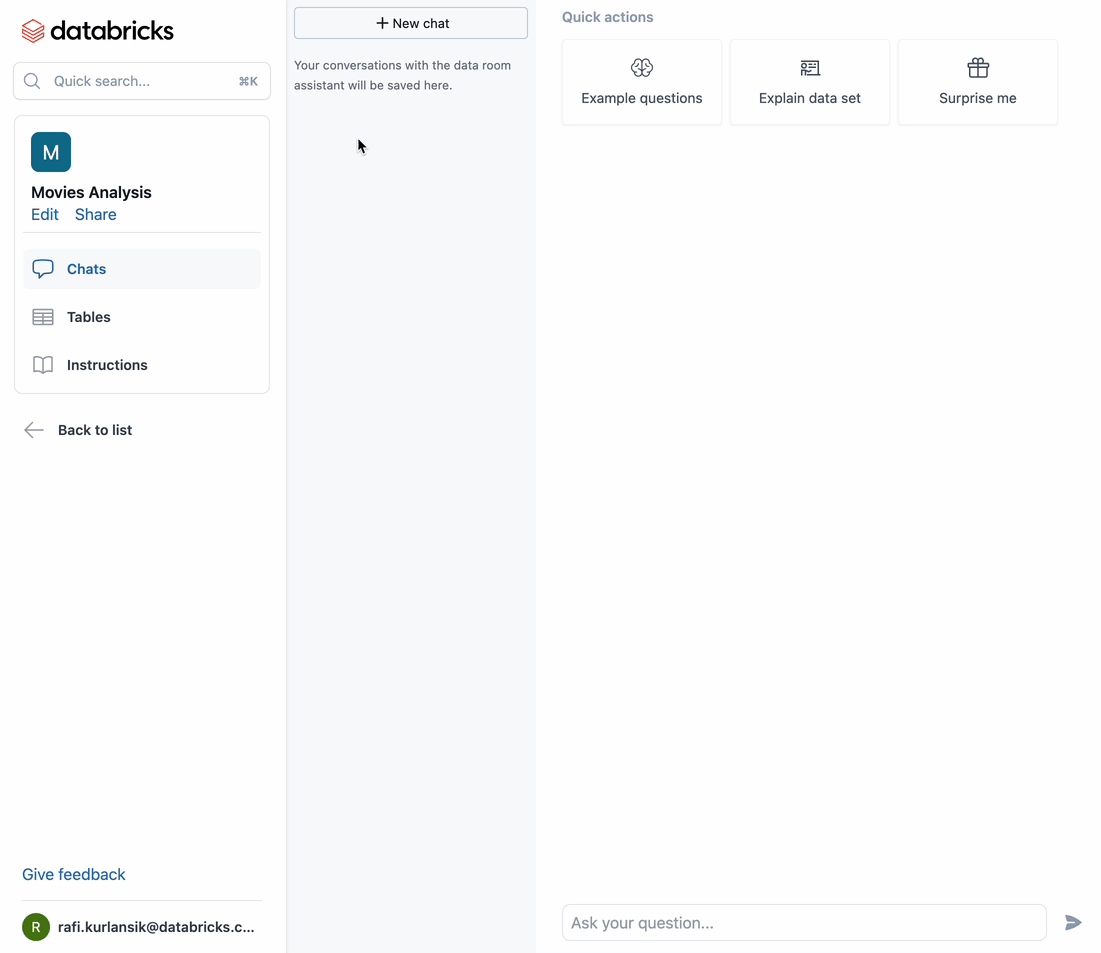 databricks
Quick search...
⌘K
M
Movies Analysis
Edit Share
Chats
Tables
Instructions
Back to list
Give feedback
R
rafi.kurlansik@databricks.c...
+ New chat
Your conversations with the data room
assistant will be saved here.
Quick actions
Example questions
Explain data set
Surprise me
Ask your question...